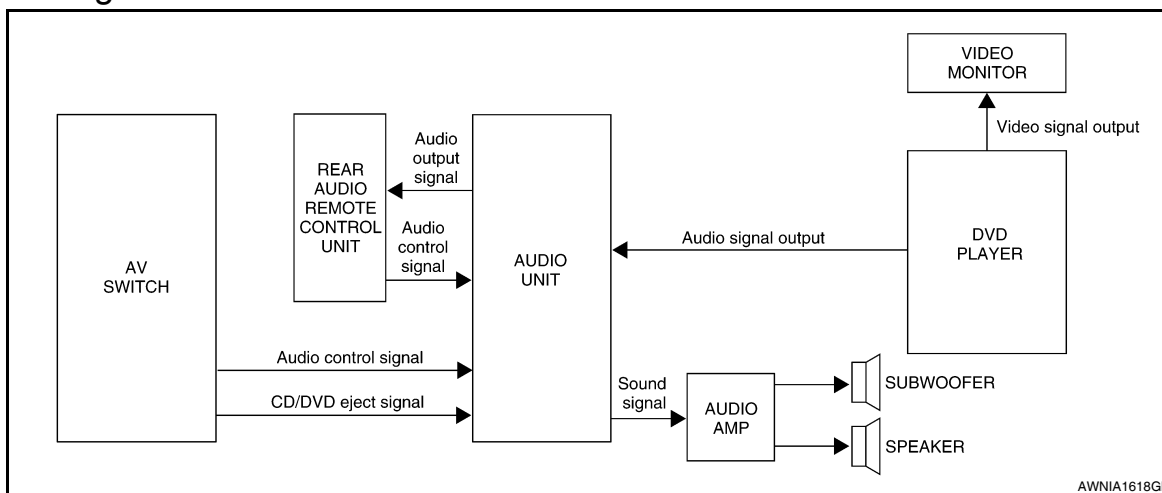 VIDEO
MONITOR
Video signal output
AV
SWITCH
REAR
AUDIO
REMOTE
CONTROL
UNIT
Audio
output
signal
Audio
control
signal
AUDIO
UNIT
Audio signal output
DVD
PLAYER
Audio control signal
CD/DVD eject signal
Sound
signal
AUDIO
AMP
SUBWOOFER
SPEAKER